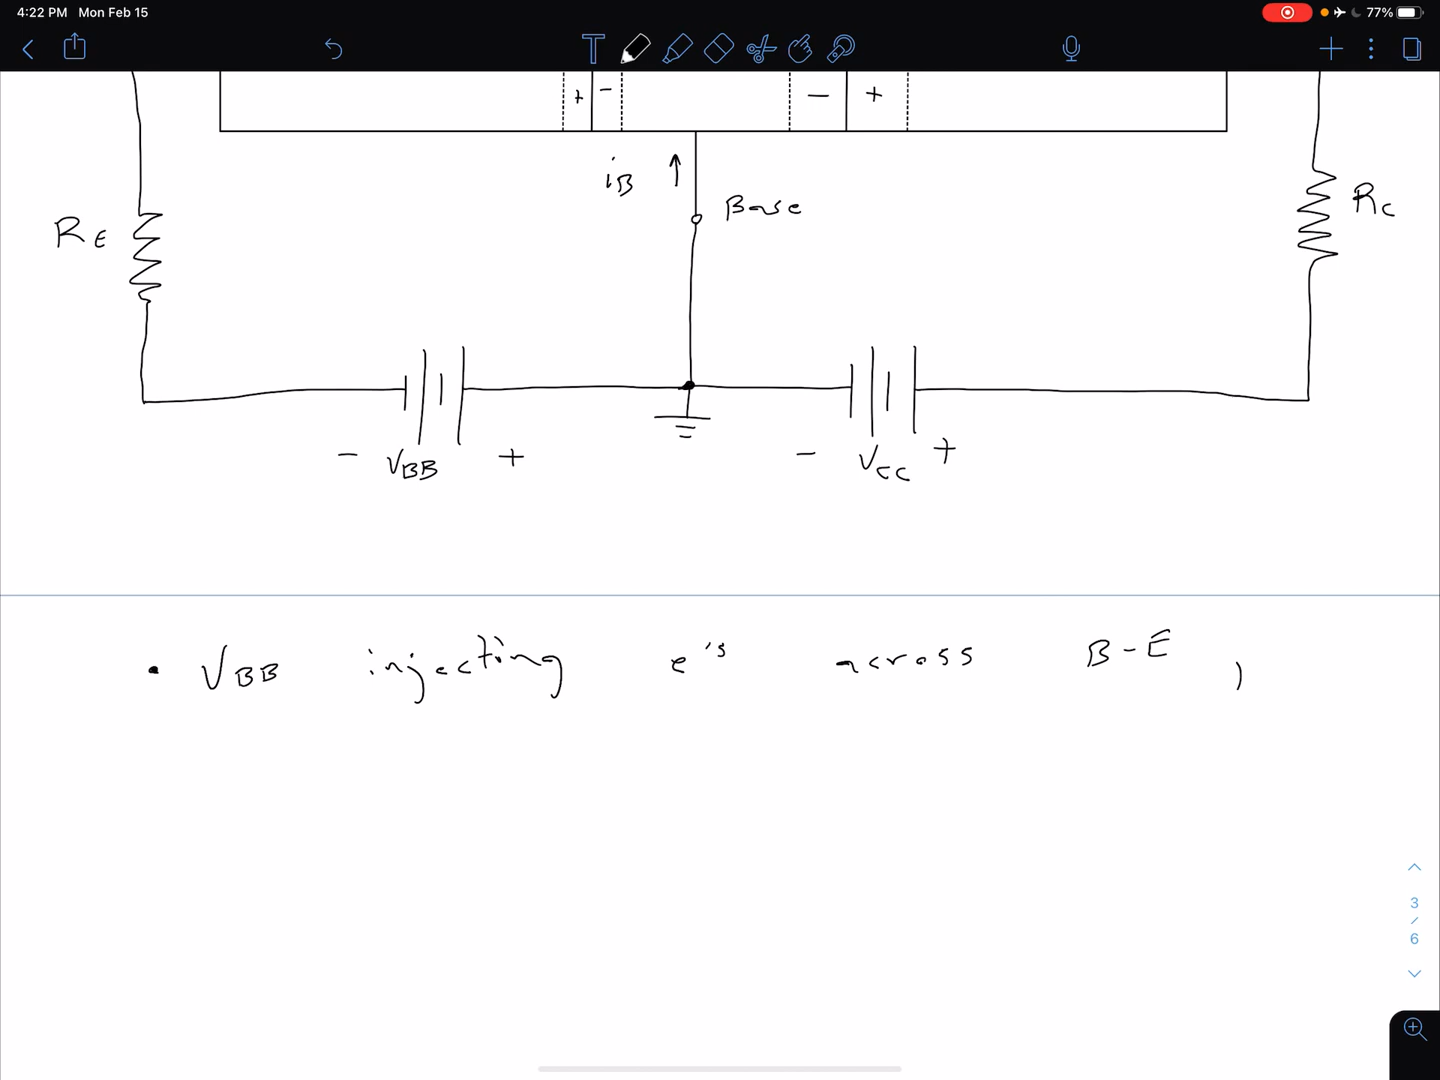 4:22 PM Mon Feb 15
77%
T
+ - - +
iB ↑
Base
RE
RC
- VBB +
- VCC +
• VBB injecting e's across B-E ,
3
/
6